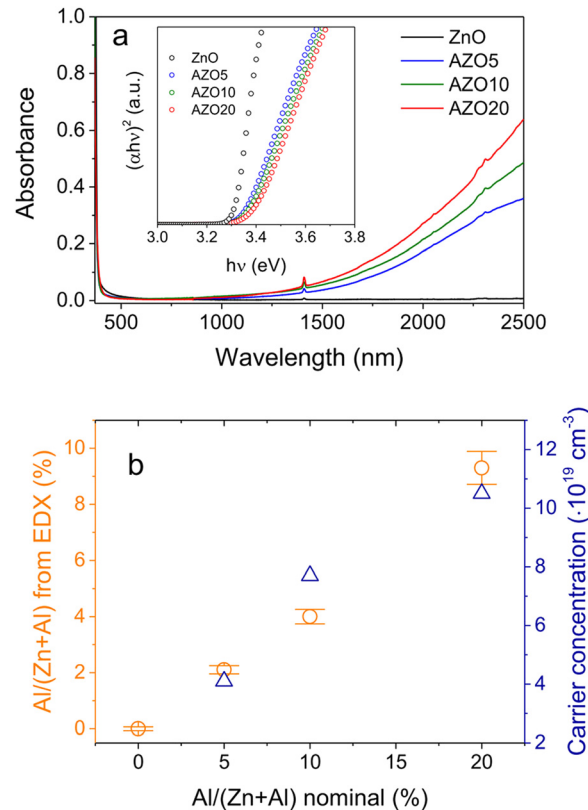 a
ZnO
AZO5
AZO10
AZO20
(αhν)² (a.u.)
ZnO
AZO5
AZO10
AZO20
3.0 3.2 3.4 3.6 3.8
hν (eV)
Absorbance
1.0
0.8
0.6
0.4
0.2
0.0
500 1000 1500 2000 2500
Wavelength (nm)
b
Al/(Zn+Al) from EDX (%)
10
8
6
4
2
0
Carrier concentration (·10¹⁹ cm⁻³)
12
10
8
6
4
2
0 5 10 20
Al/(Zn+Al) nominal (%)